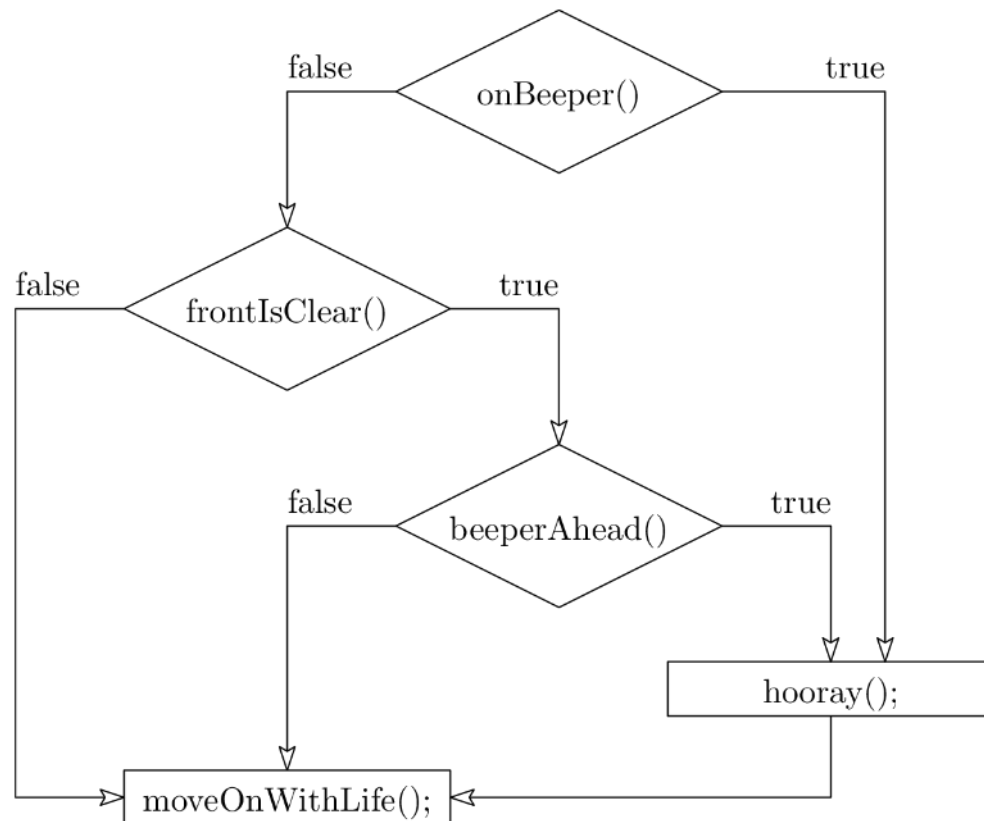 false
true
onBeeper()
false
true
frontIsClear()
false
true
beeperAhead()
hooray();
moveOnWithLife();